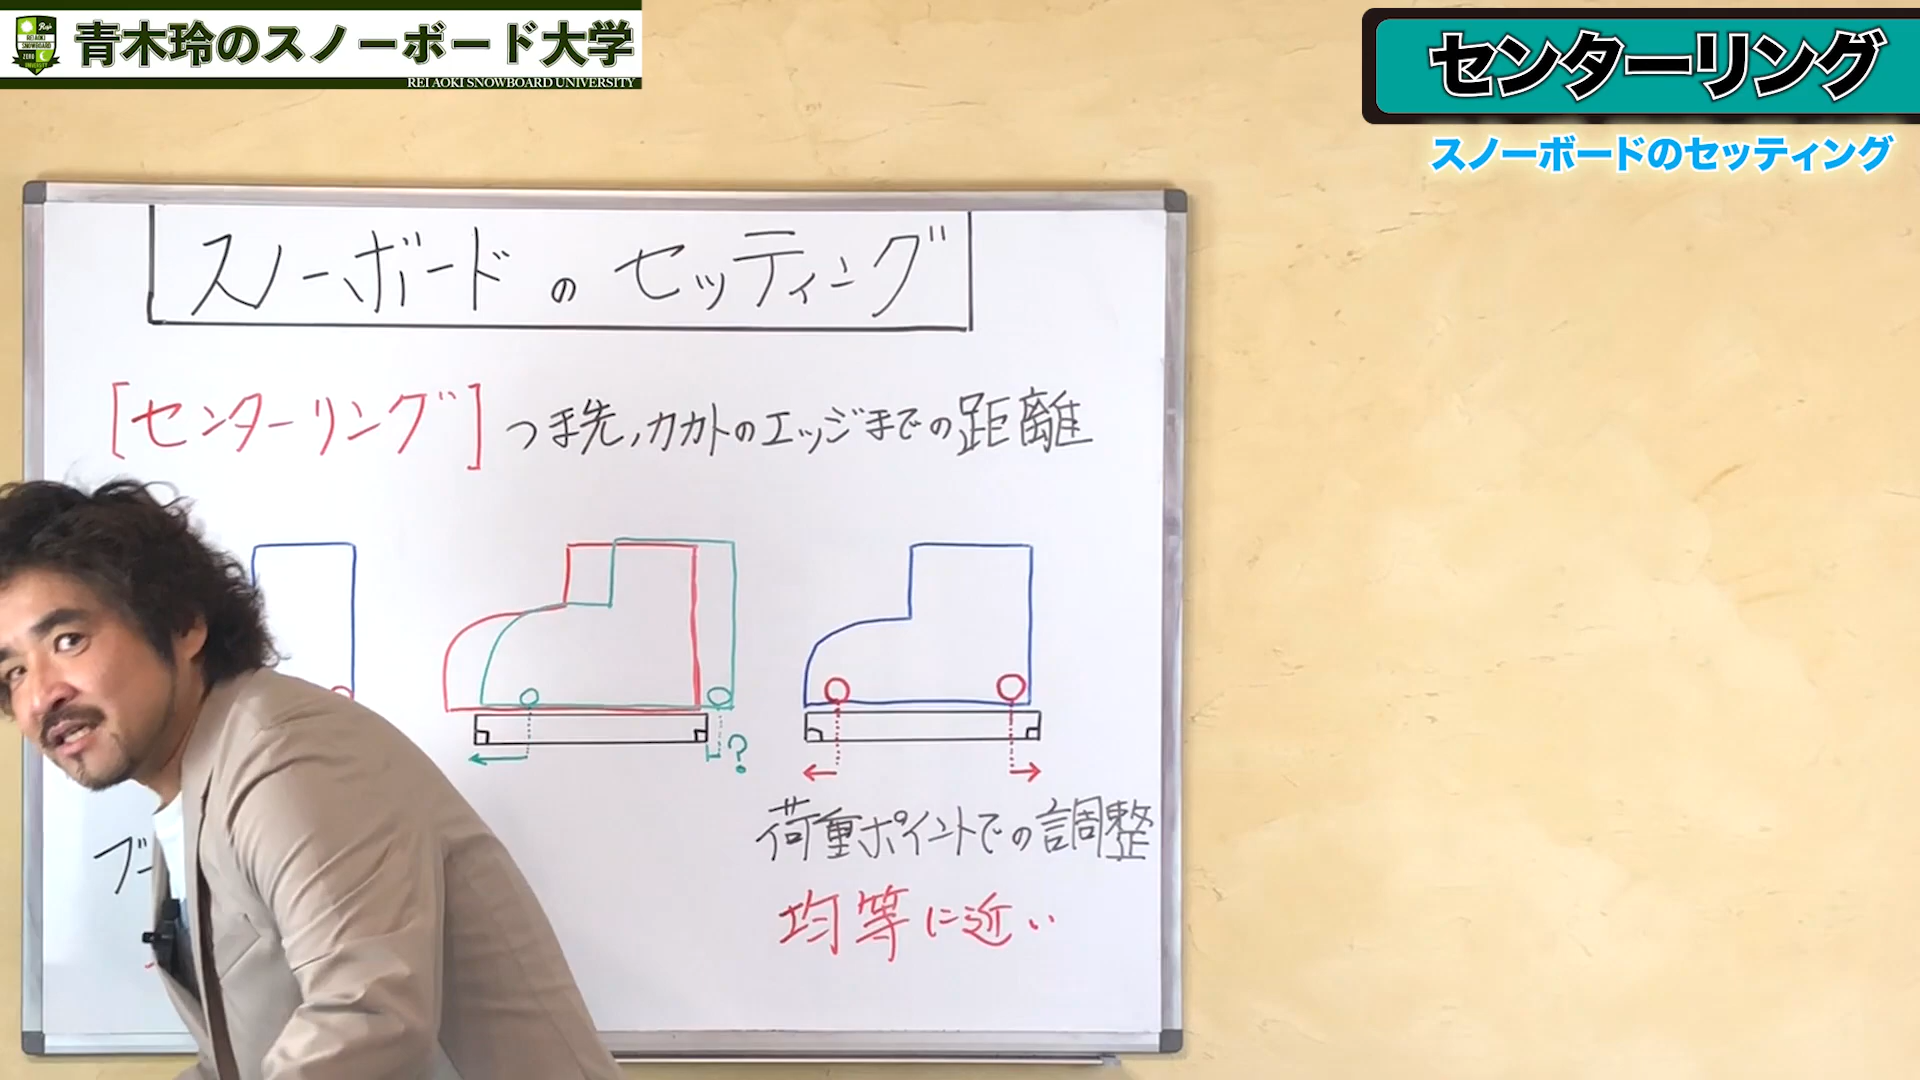 青木玲のスノーボード大学
REI AOKI SNOWBOARD UNIVERSITY
センターリング
スノーボードのセッティング
スノーボードのセッティング
[センターリング] つま先、カカトのエッジまでの距離
?
荷重ポイントでの調整
ブー
均等に近い